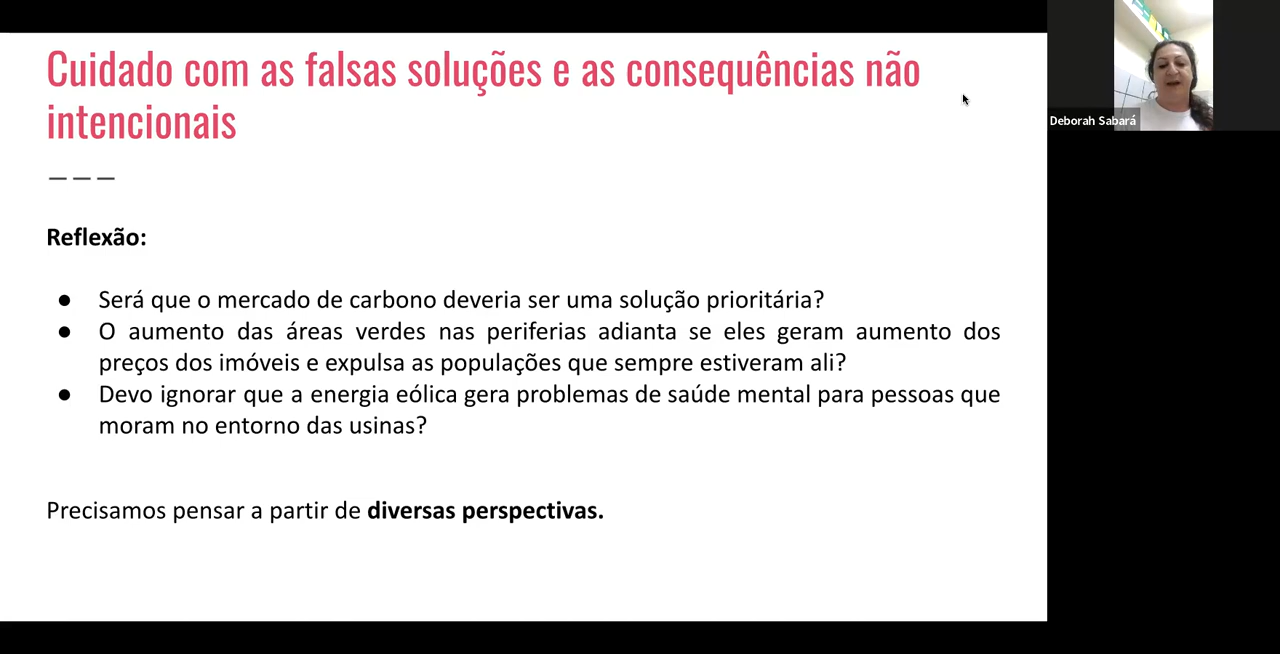 Cuidado com as falsas soluções e as consequências não
intencionais
Reflexão:
● Será que o mercado de carbono deveria ser uma solução prioritária?
● O aumento das áreas verdes nas periferias adianta se eles geram aumento dos
preços dos imóveis e expulsa as populações que sempre estiveram ali?
● Devo ignorar que a energia eólica gera problemas de saúde mental para pessoas que
moram no entorno das usinas?
Precisamos pensar a partir de diversas perspectivas.
Deborah Sabará